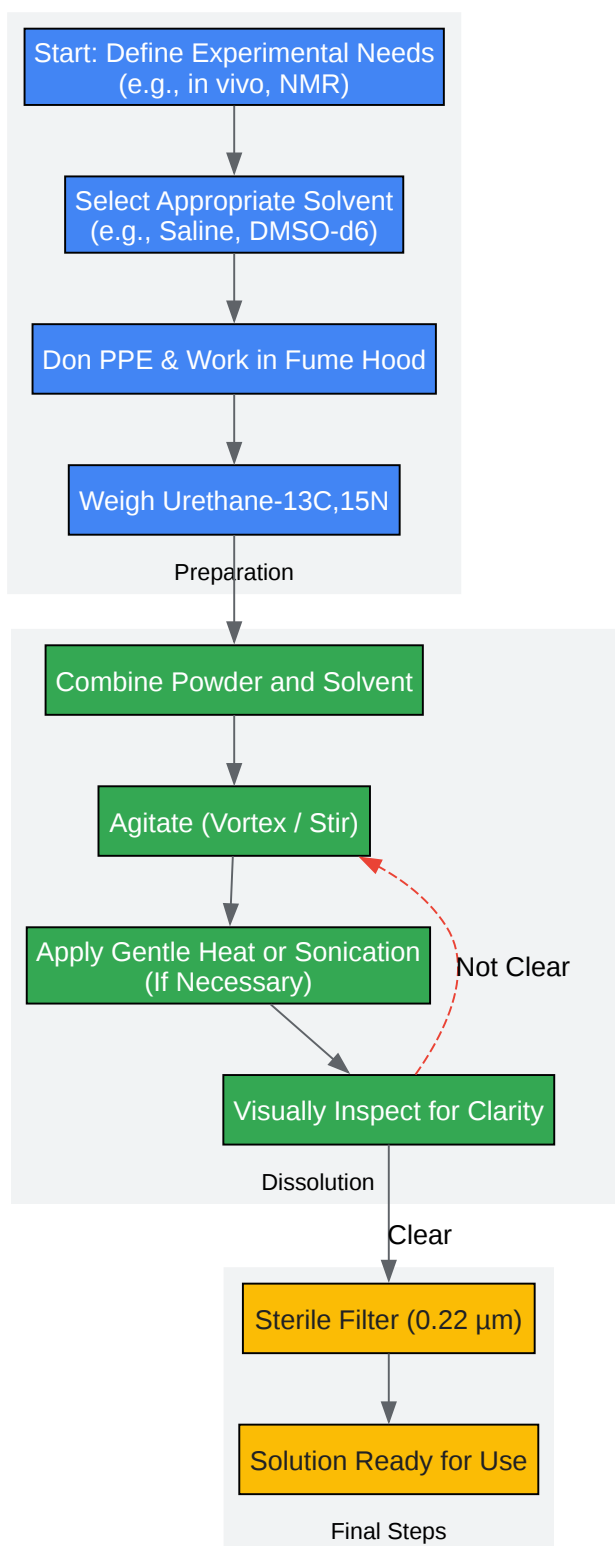 Start: Define Experimental Needs
(e.g., in vivo, NMR)
Select Appropriate Solvent
(e.g., Saline, DMSO-d6)
Don PPE & Work in Fume Hood
Weigh Urethane-13C,15N
Preparation
Combine Powder and Solvent
Agitate (Vortex / Stir)
Apply Gentle Heat or Sonication
(If Necessary)
Not Clear
Visually Inspect for Clarity
Dissolution
Clear
Sterile Filter (0.22 µm)
Solution Ready for Use
Final Steps